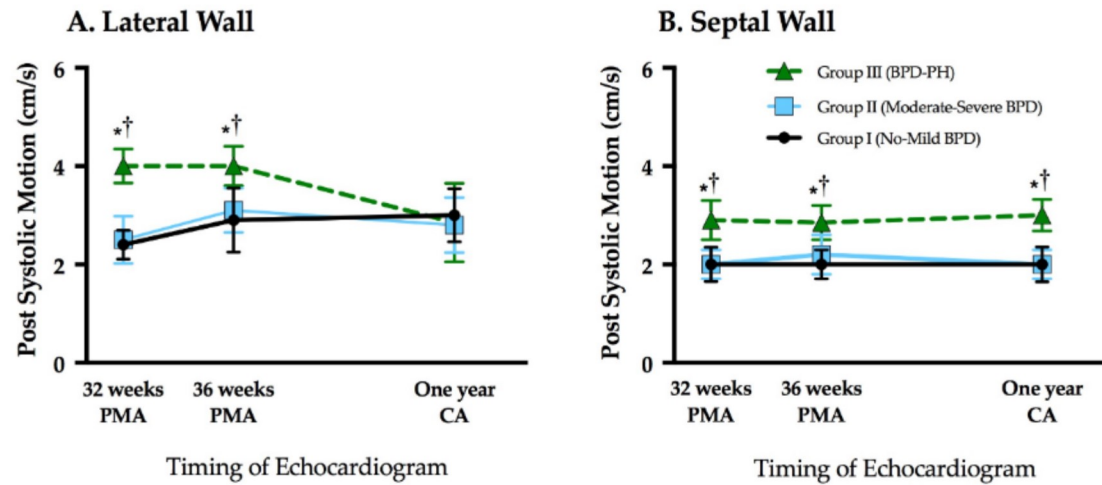 A. Lateral Wall
Post Systolic Motion (cm/s)
6
4
2
0
*†
*†
32 weeks
PMA
36 weeks
PMA
One year
CA
Timing of Echocardiogram
B. Septal Wall
Post Systolic Motion (cm/s)
6
4
2
0
Group III (BPD-PH)
Group II (Moderate-Severe BPD)
Group I (No-Mild BPD)
*†
*†
*†
32 weeks
PMA
36 weeks
PMA
One year
CA
Timing of Echocardiogram